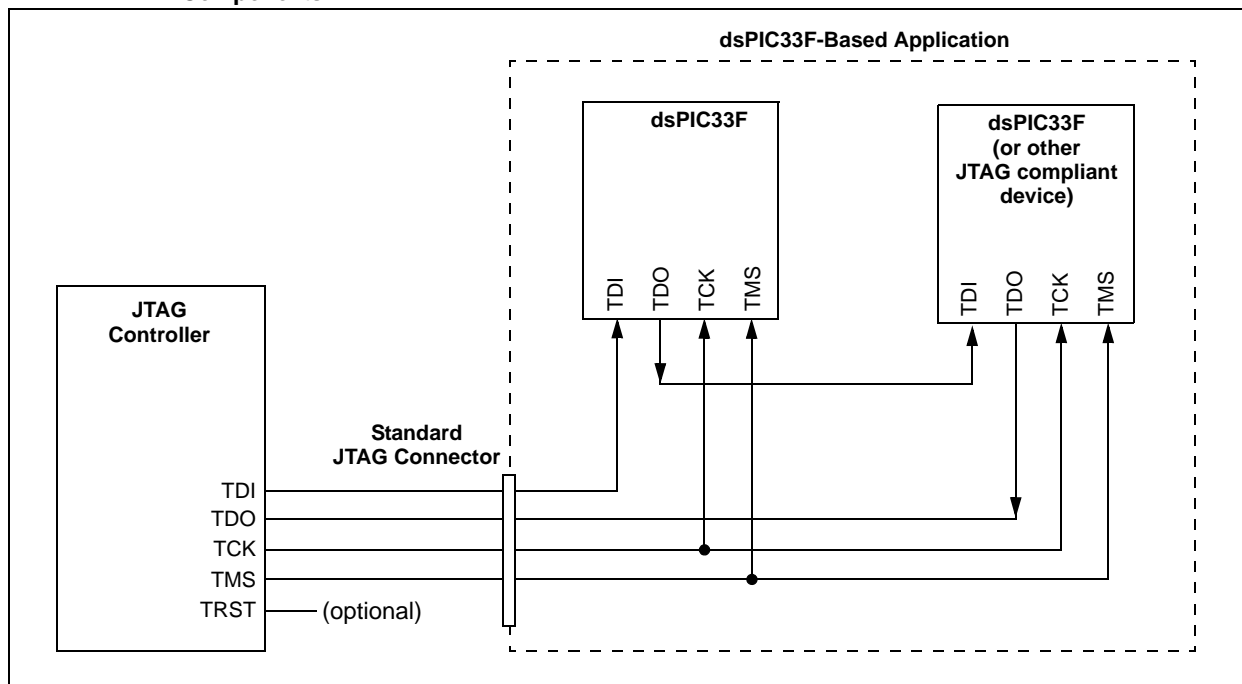 dsPIC33F-Based Application
dsPIC33F
TDI
TDO
TCK
TMS
dsPIC33F
(or other
JTAG compliant
device)
TDI
TDO
TCK
TMS
JTAG
Controller
TDI
TDO
TCK
TMS
TRST
(optional)
Standard
JTAG Connector